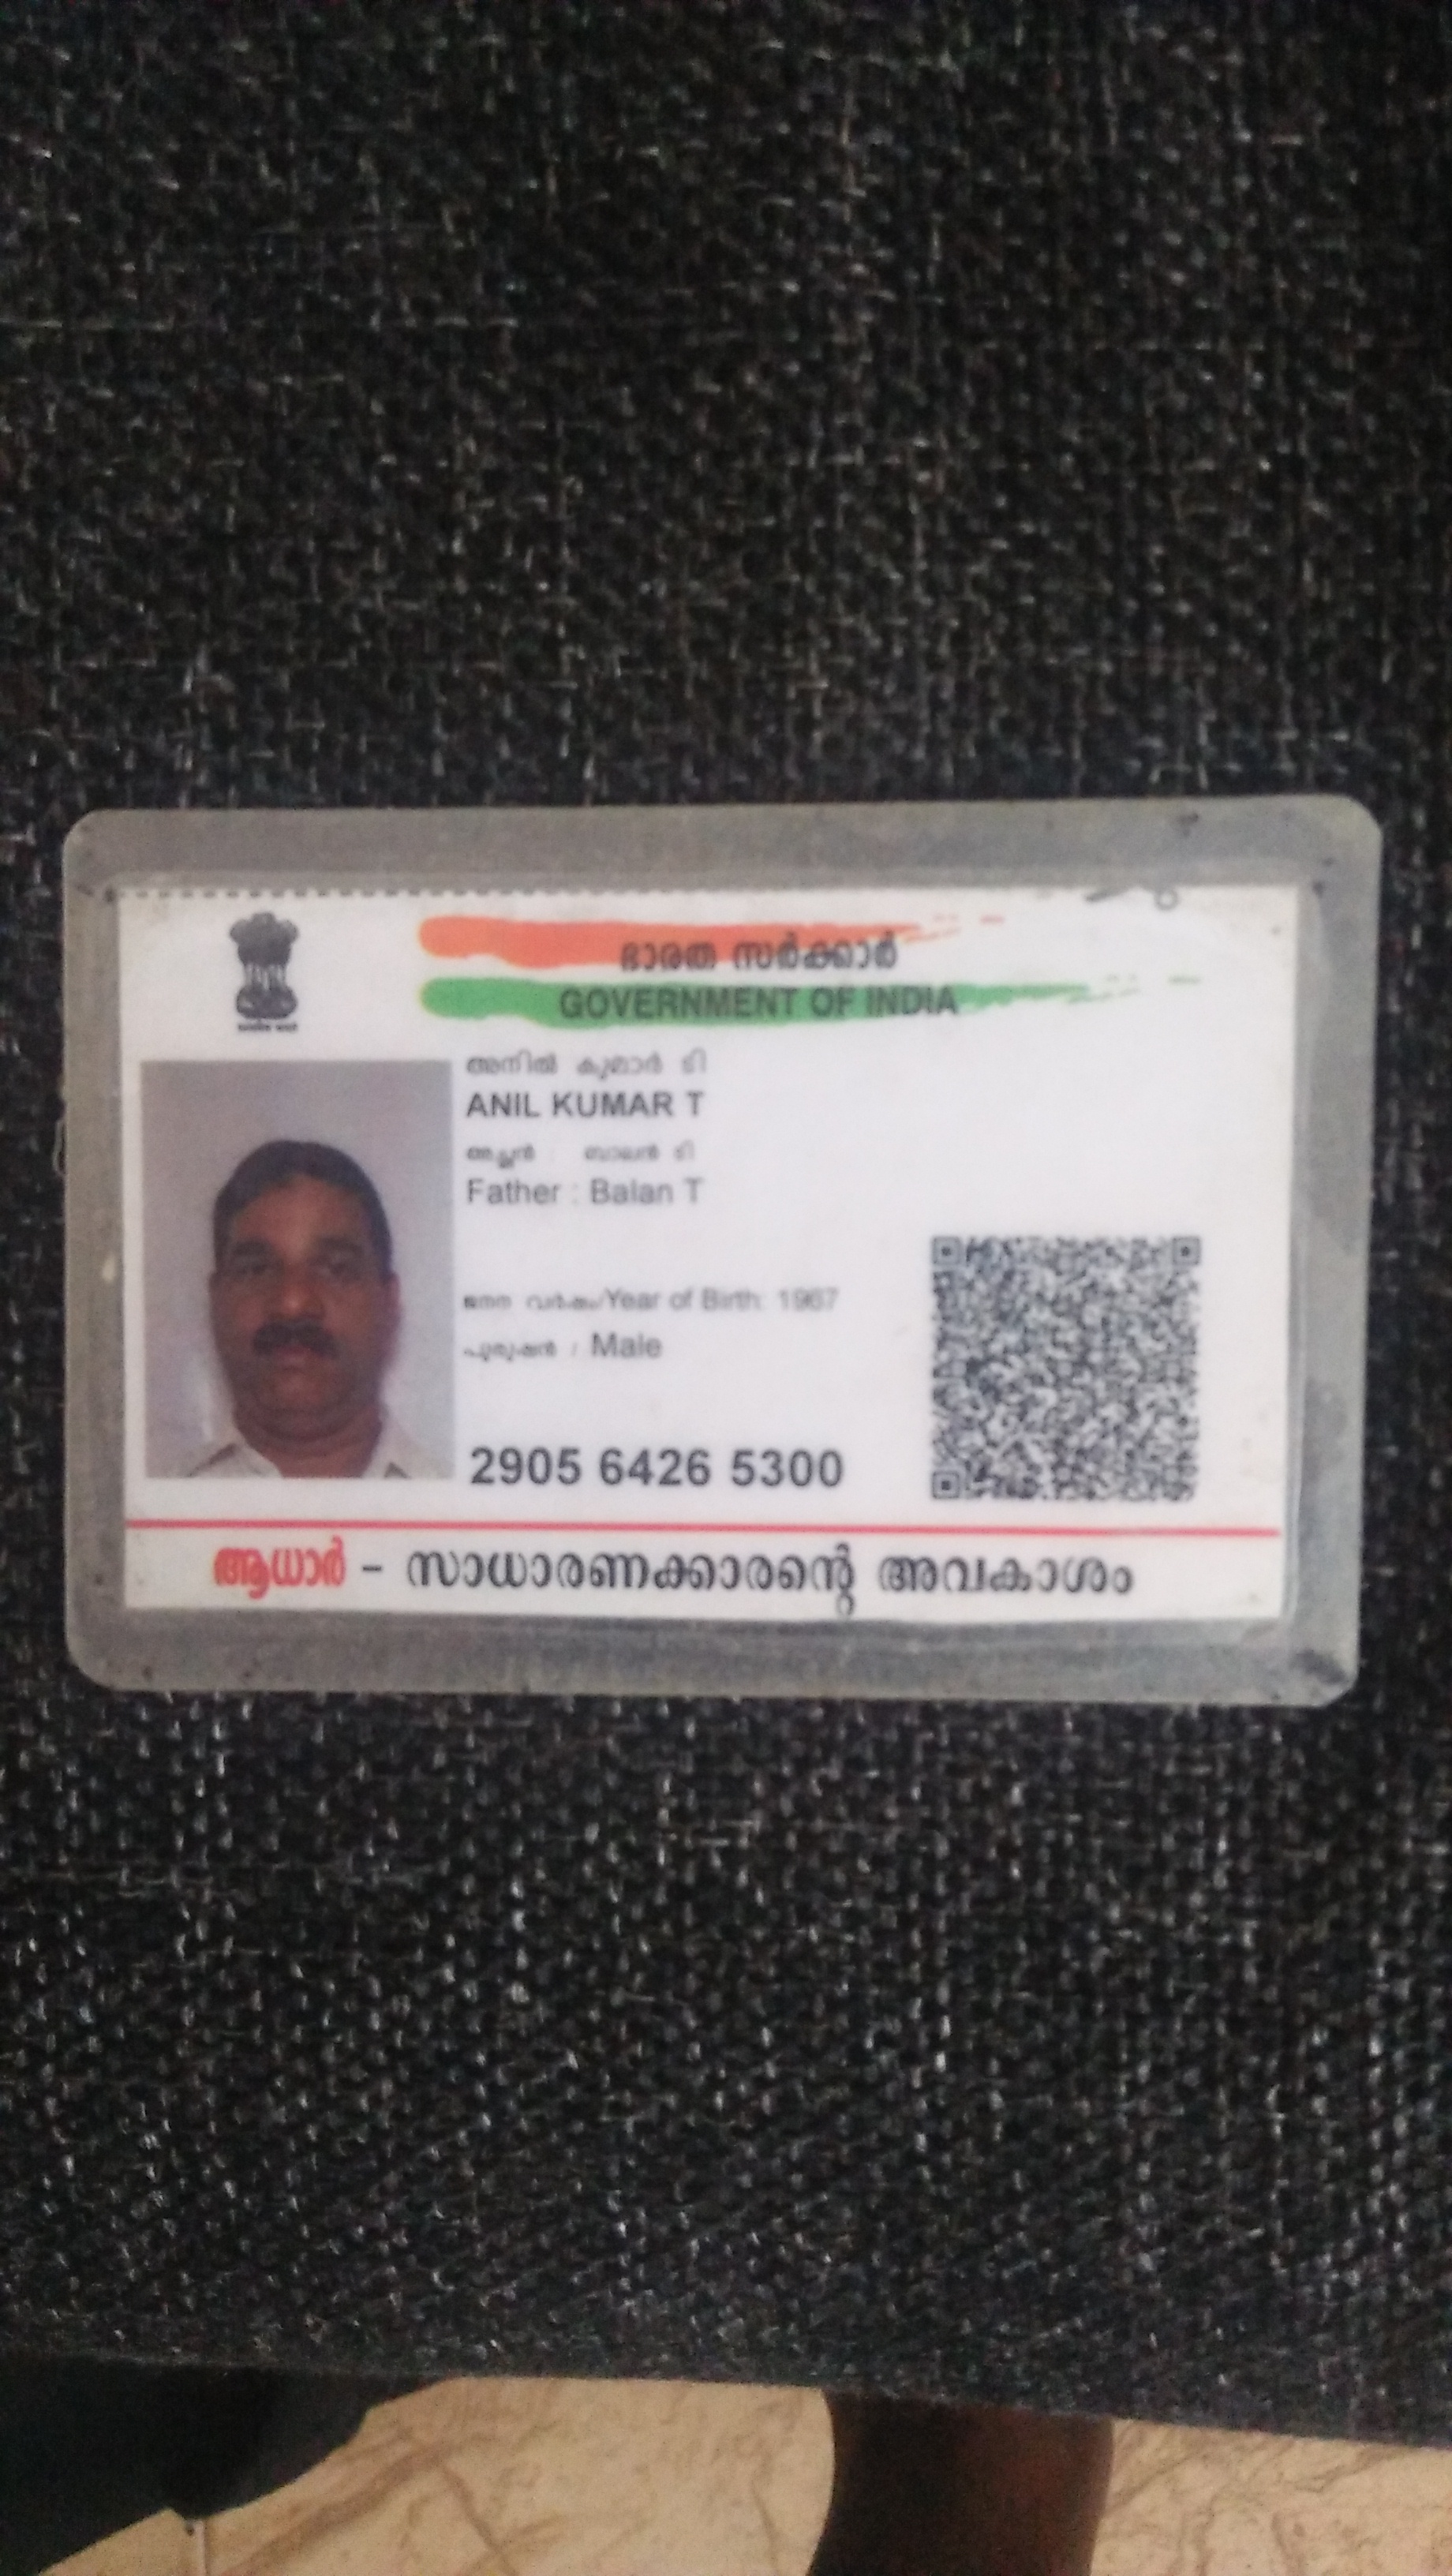 ഭാരത സർക്കാർ
GOVERNMENT OF INDIA
അനിൽ കുമാർ ടി
ANIL KUMAR T
അച്ഛൻ : ബാലൻ ടി
Father : Balan T
ജനന വർഷം/Year of Birth: 1967
പുരുഷൻ / Male
2905 6426 5300
ആധാർ - സാധാരണക്കാരന്റെ അവകാശം